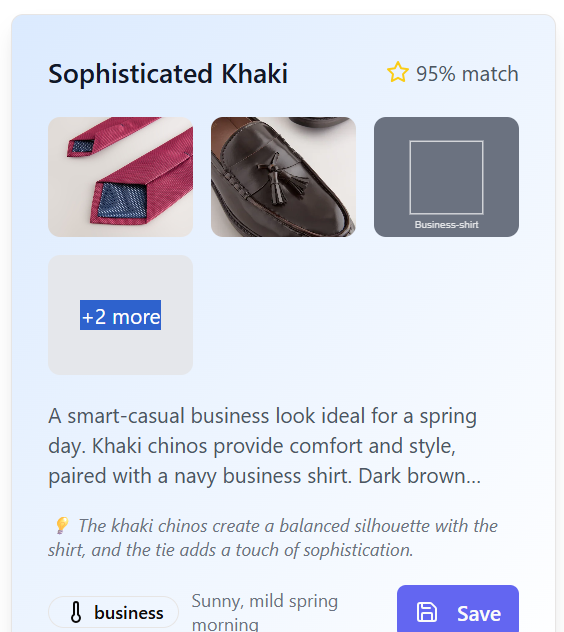 Sophisticated Khaki
95% match
Business-shirt
+2 more
A smart-casual business look ideal for a spring
day. Khaki chinos provide comfort and style,
paired with a navy business shirt. Dark brown...
The khaki chinos create a balanced silhouette with the
shirt, and the tie adds a touch of sophistication.
business
Sunny, mild spring
morning
Save